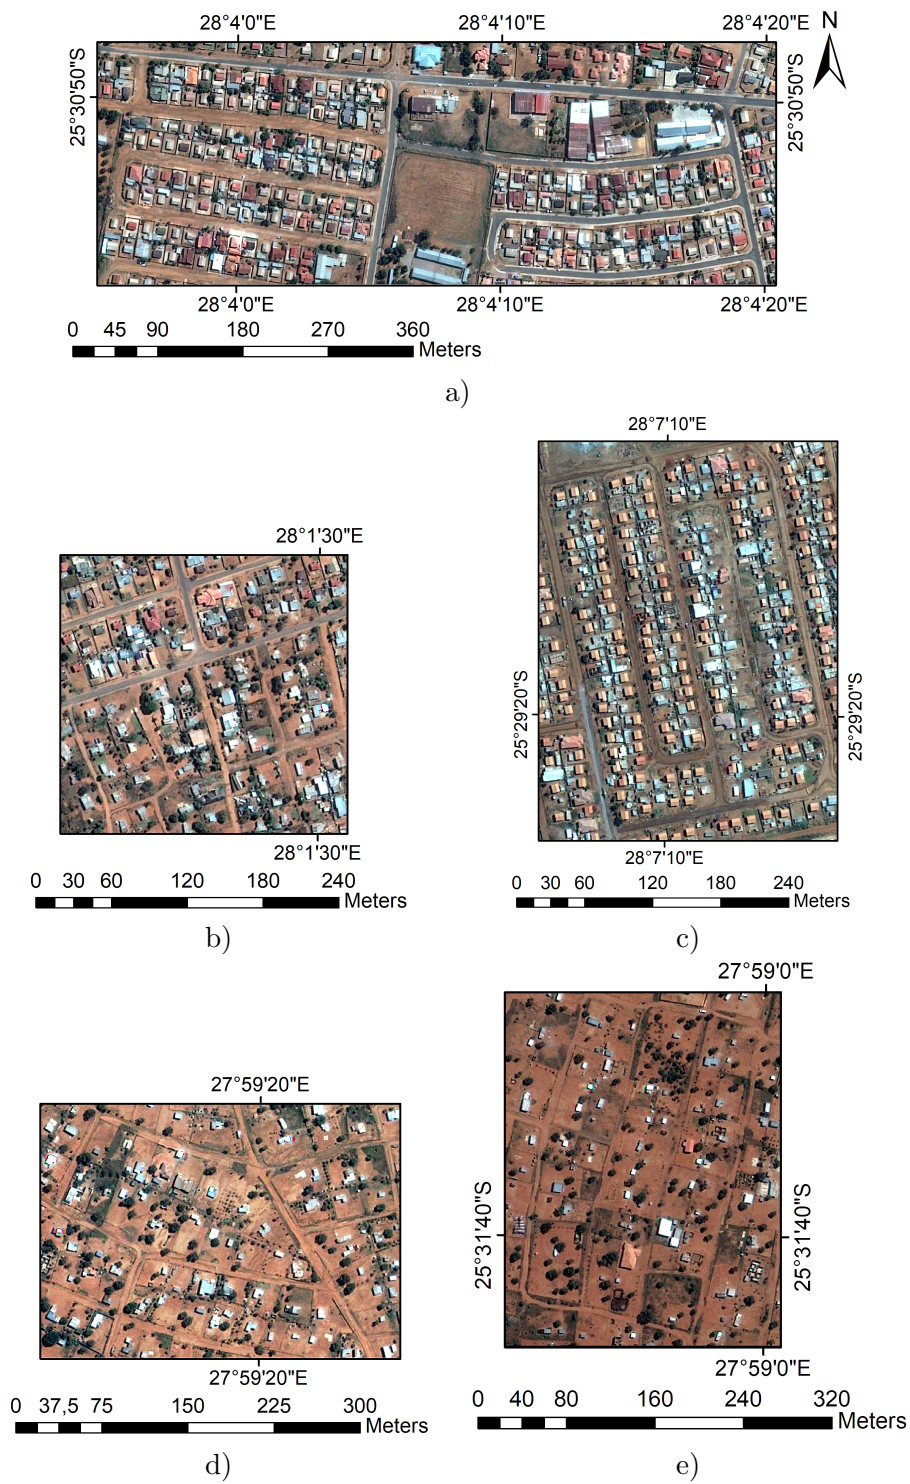 28°4'0"E 28°4'10"E 28°4'20"E N
25°30'50"S 25°30'50"S
28°4'0"E 28°4'10"E 28°4'20"E
0 45 90 180 270 360
Meters
a)
28°7'10"E
28°1'30"E
25°29'20"S 25°29'20"S
28°1'30"E
28°7'10"E
0 30 60 120 180 240
Meters
0 30 60 120 180 240
Meters
b)
c)
27°59'0"E
27°59'20"E
25°31'40"S 25°31'40"S
27°59'20"E
27°59'0"E
0 37,5 75 150 225 300
Meters
0 40 80 160 240 320
Meters
d)
e)